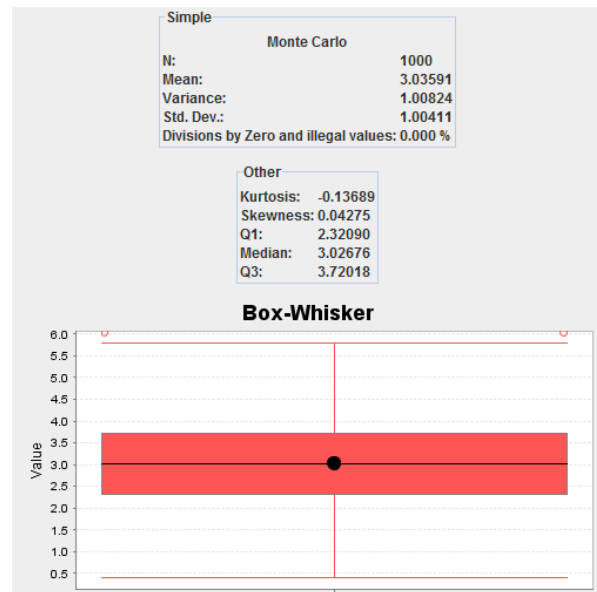 Simple
Monte Carlo
N: 1000
Mean: 3.03591
Variance: 1.00824
Std. Dev.: 1.00411
Divisions by Zero and illegal values: 0.000 %
Other
Kurtosis: -0.13689
Skewness: 0.04275
Q1: 2.32090
Median: 3.02676
Q3: 3.72018
Box-Whisker
6.0
5.5
5.0
4.5
4.0
3.5
3.0
2.5
2.0
1.5
1.0
0.5
Value